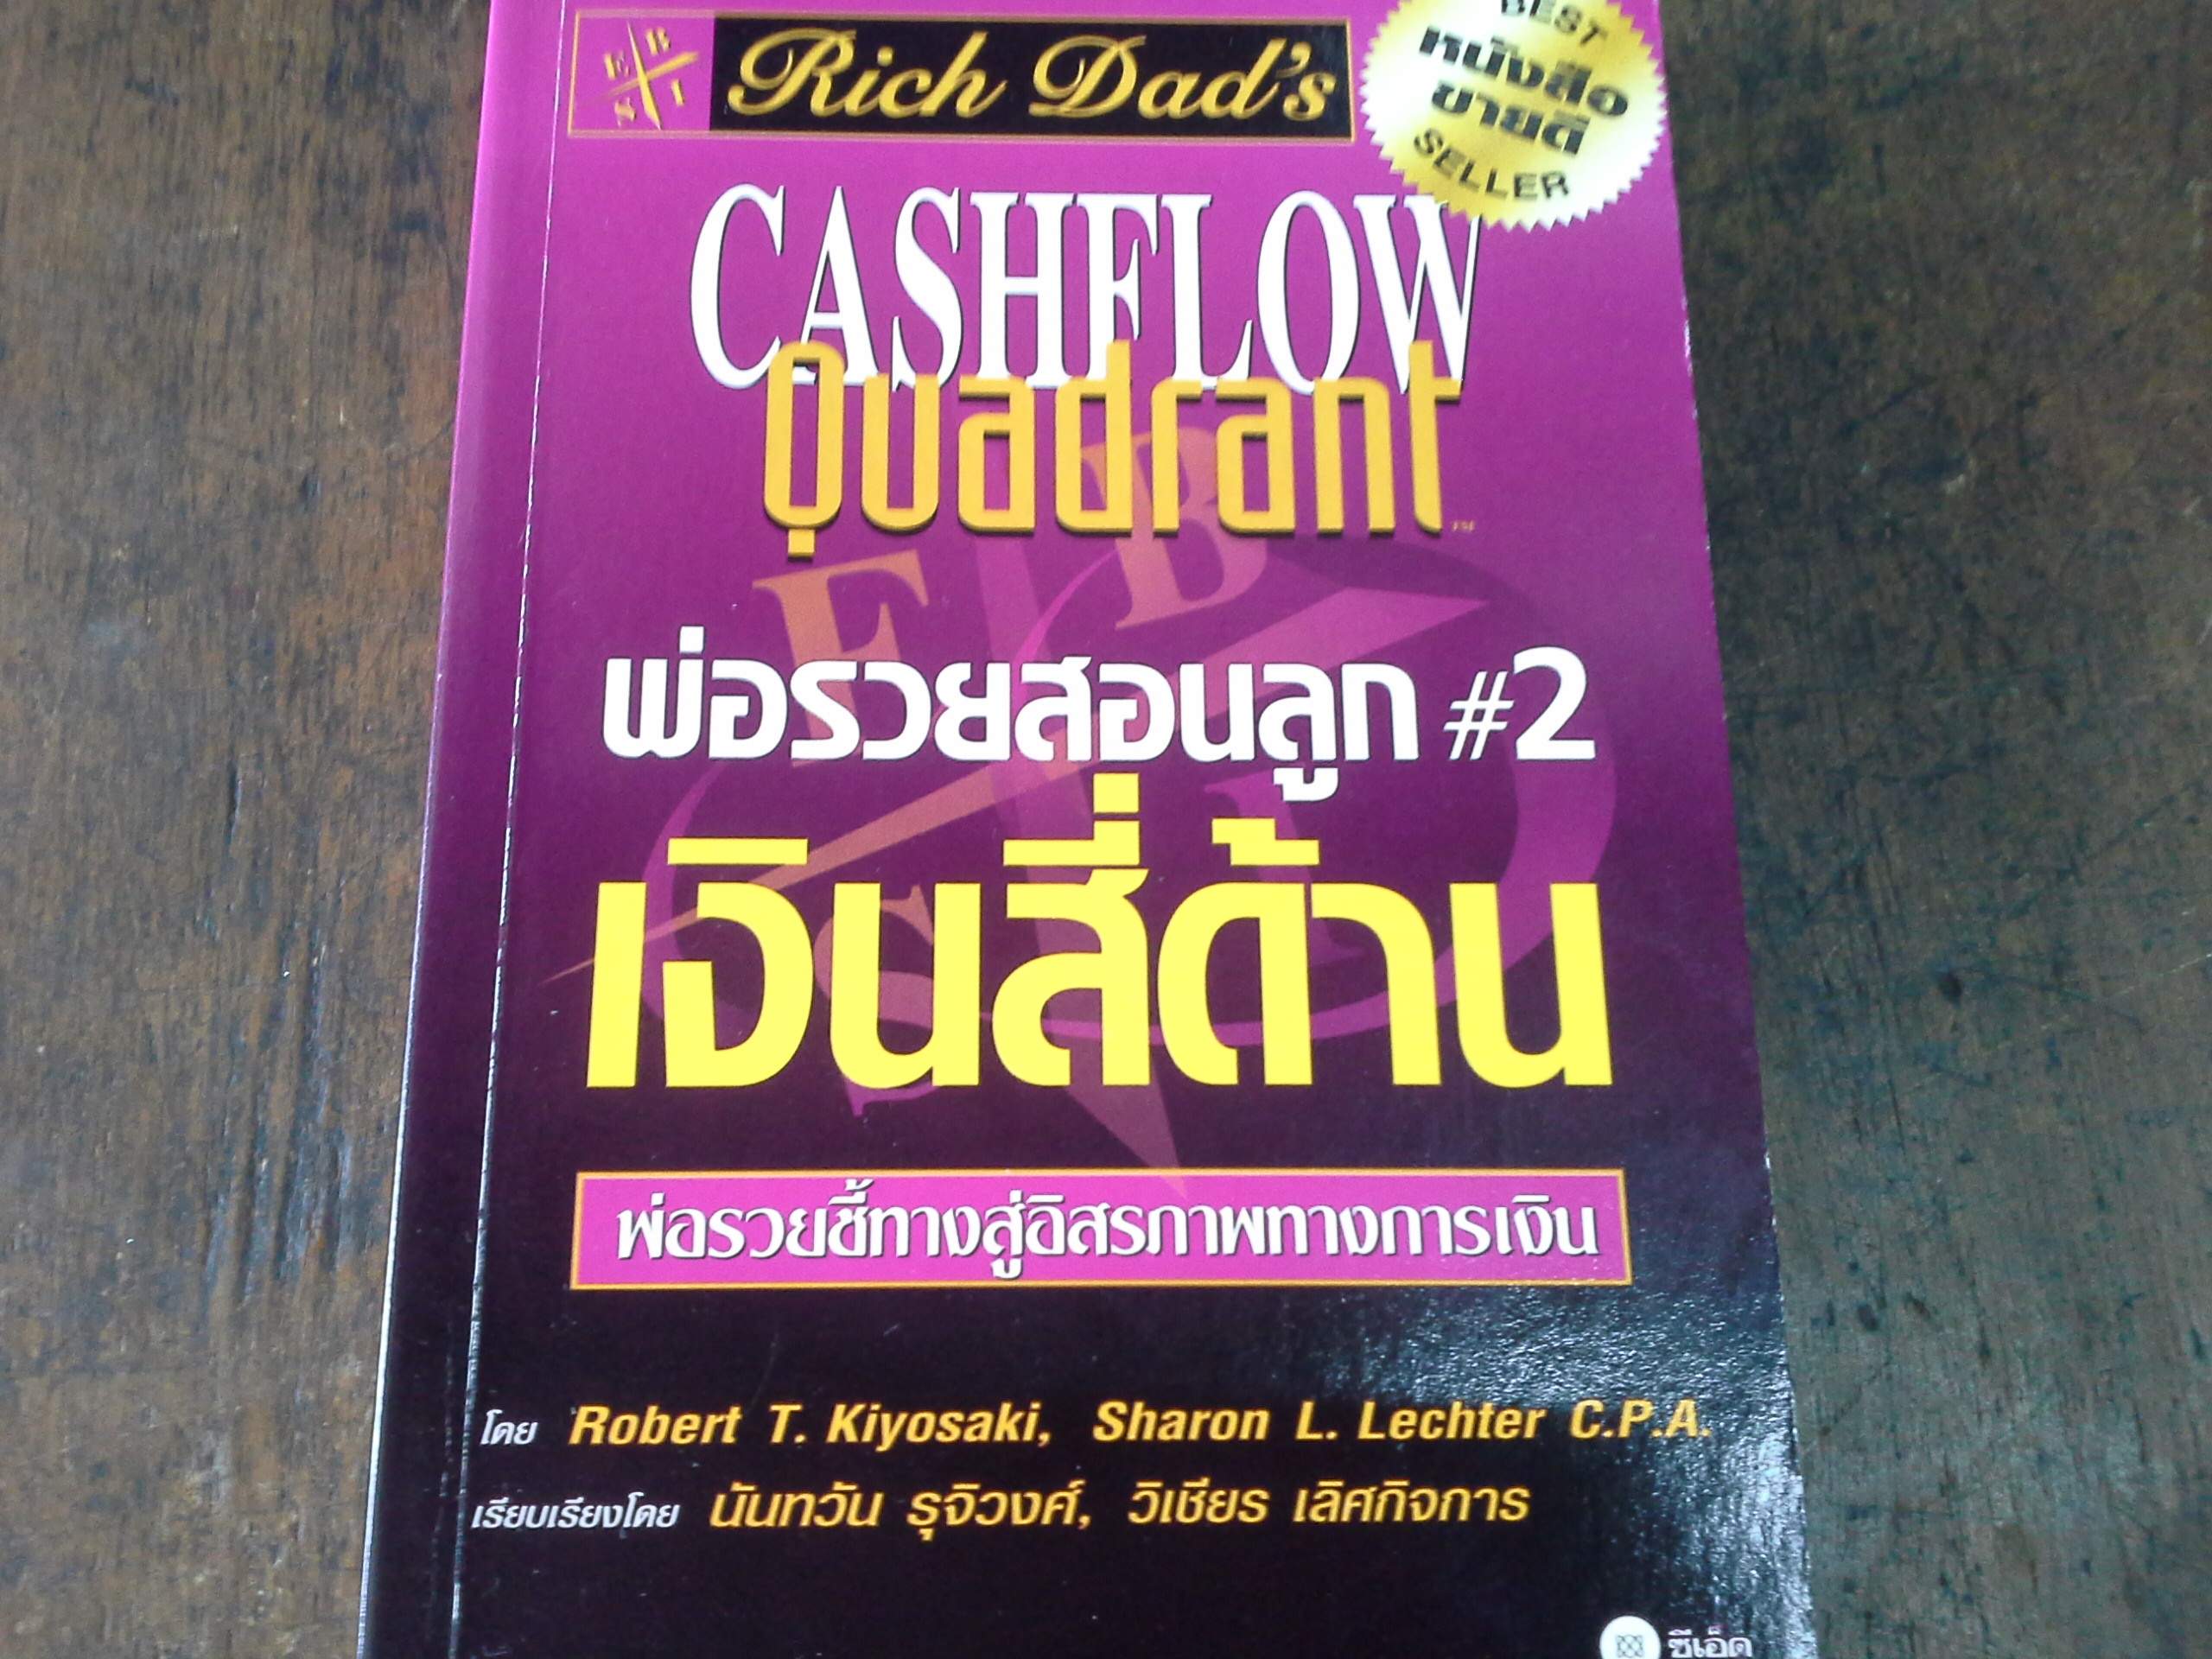 E B S I
Rich Dad's
BEST
หนังสือ
ขายดี
SELLER
CASHFLOW
Quadrant™
E B S I
พ่อรวยสอนลูก #2
เงินสี่ด้าน
พ่อรวยชี้ทางสู่อิสรภาพทางการเงิน
โดย Robert T. Kiyosaki, Sharon L. Lechter C.P.A.
เรียบเรียงโดย นันทวัน รุจิวงศ์, วิเชียร เลิศกิจการ
ซีเอ็ด